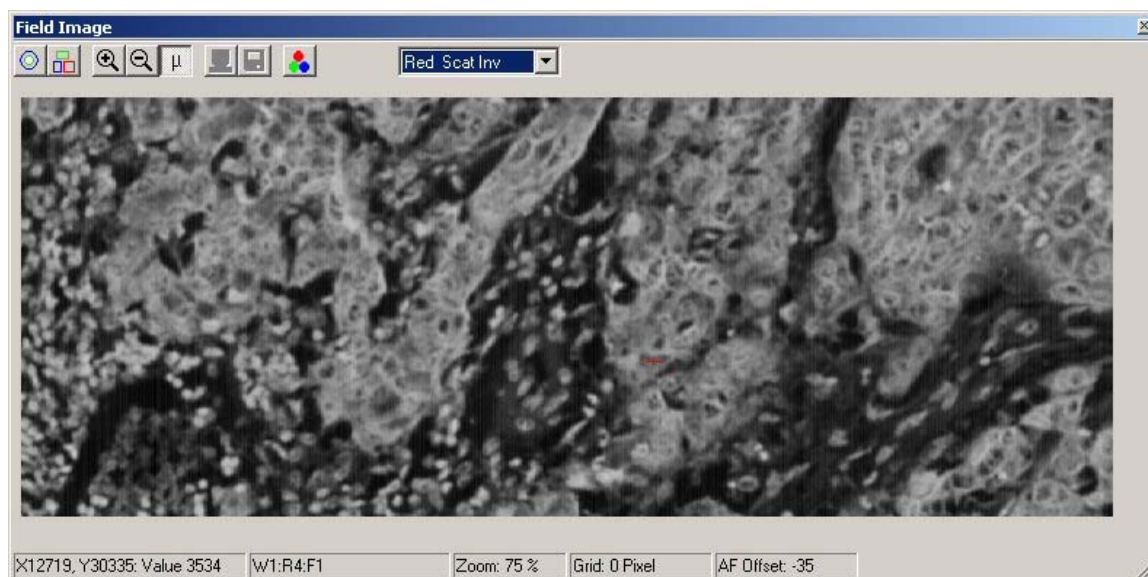 Field Image
μ
Red Scat Inv
X12719, Y30335: Value 3534 W1:R4:F1 Zoom: 75 % Grid: 0 Pixel AF Offset: -35